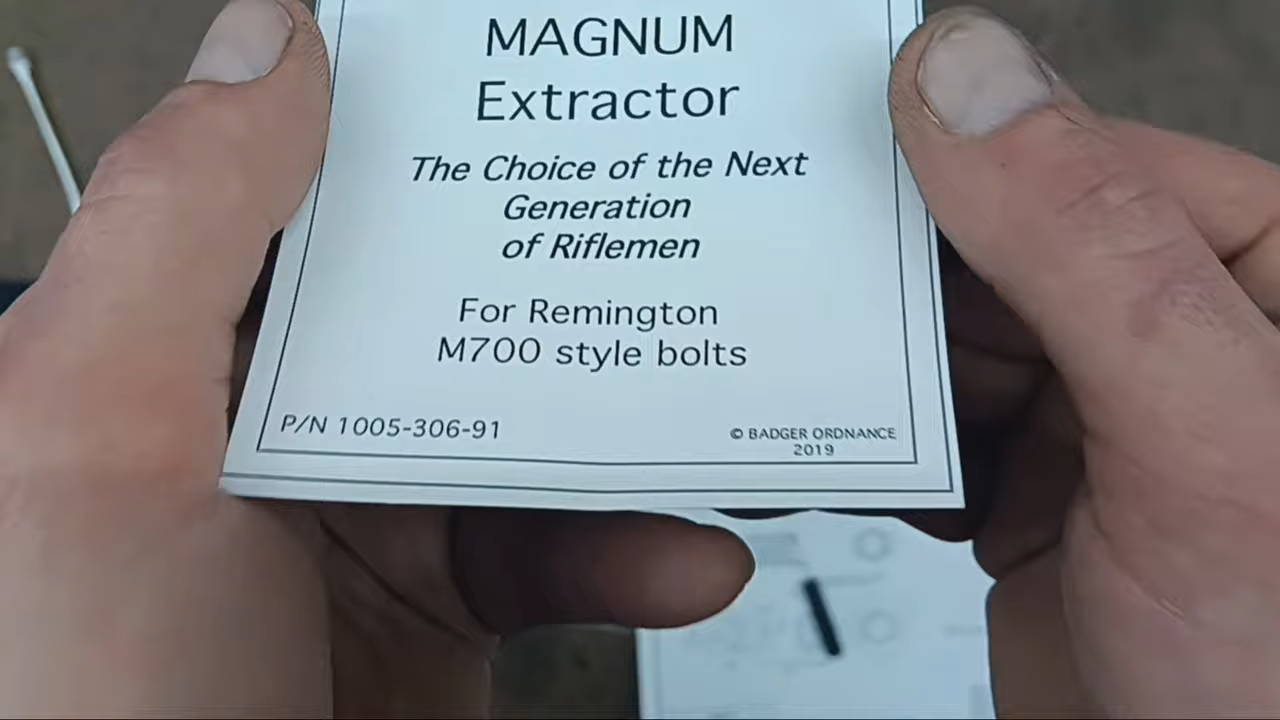 MAGNUM
Extractor
The Choice of the Next
Generation
of Riflemen
For Remington
M700 style bolts
P/N 1005-306-91
© BADGER ORDNANCE
2019